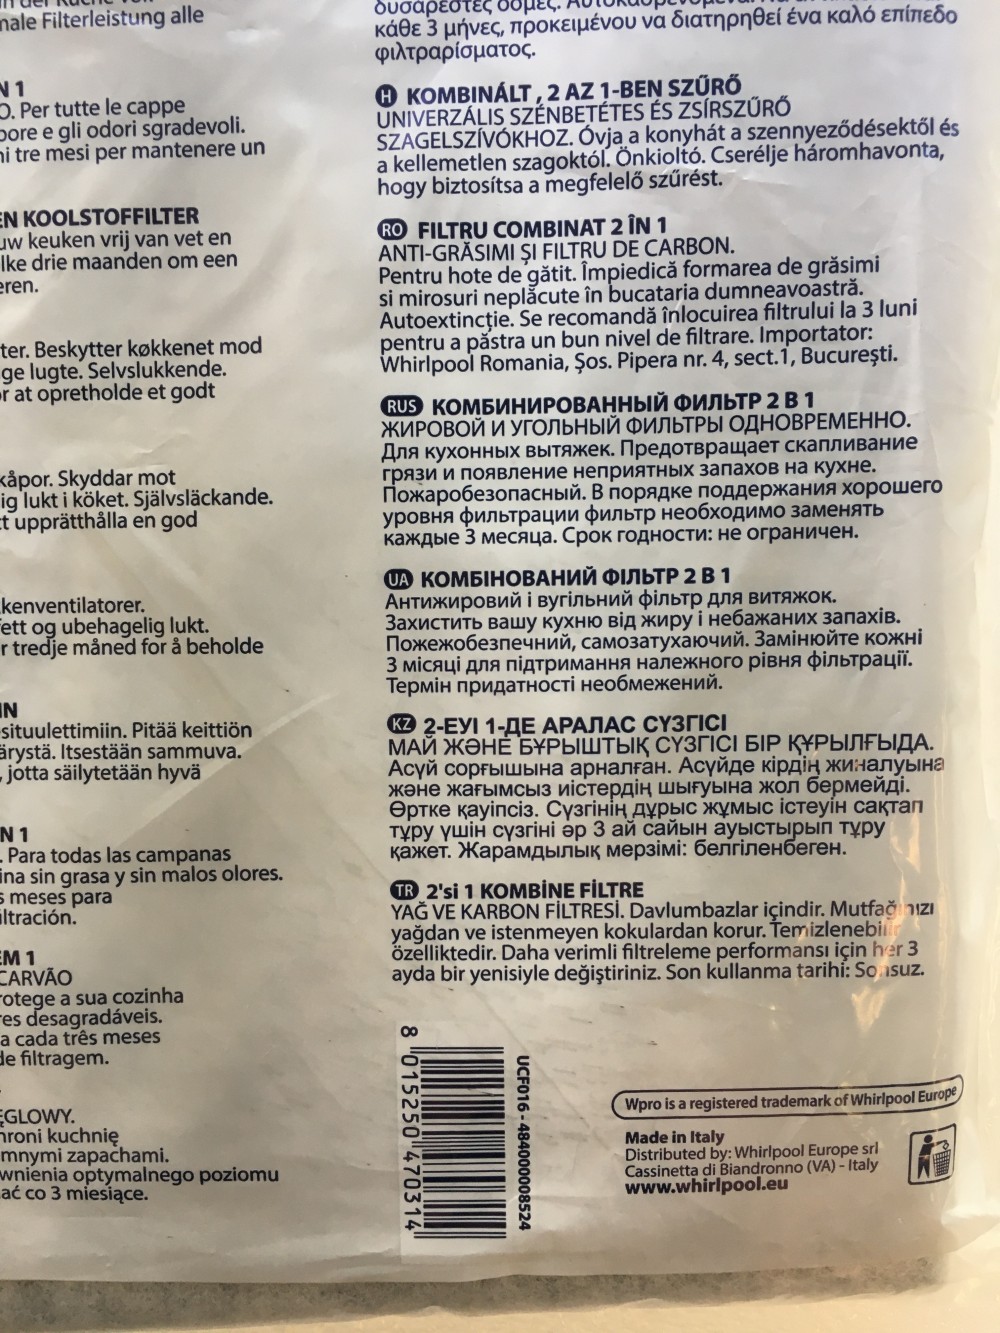 male Filterleistung alle
N 1
O. Per tutte le cappe
e gli odori sgradevoli.
tre mesi per mantenere un
EN KOOLSTOFFILTER
uw keuken vrij van vet en
elke drie maanden om een
ter. Beskytter køkkenet mod
ge lugte. Selvslukkende.
at opretholde et godt
kåpor. Skyddar mot
ig lukt i köket. Självsläckande.
tt upprätthålla en god
kenventilatorer.
fett og ubehagelig lukt.
r tredje måned for å beholde
IN
situulettimiin. Pitää keittiön
ärystä. Itsestään sammuva.
, jotta säilytetään hyvä
N 1
. Para todas las campanas
ina sin grasa y sin malos olores.
s meses para
iltración.
EM 1
CARVÃO
rotege a sua cozinha
res desagradáveis.
a cada três meses
de filtragem.
ĘGLOWY.
hroni kuchnię
mnymi zapachami.
wnienia optymalnego poziomu
ać co 3 miesiące.
δυσάρεστες οσμές.
κάθε 3 μήνες, προκειμένου να διατηρηθεί ένα καλό επίπεδο
φιλτραρίσματος.
H KOMBINÁLT , 2 AZ 1-BEN SZŰRŐ
UNIVERZÁLIS SZÉNBETÉTES ÉS ZSÍRSZŰRŐ
SZAGELSZÍVÓKHOZ. Óvja a konyhát a szennyeződésektől és
a kellemetlen szagoktól. Önkioltó. Cserélje háromhavonta,
hogy biztosítsa a megfelelő szűrést.
RO FILTRU COMBINAT 2 ÎN 1
ANTI-GRĂSIMI ȘI FILTRU DE CARBON.
Pentru hote de gătit. Împiedică formarea de grăsimi
si mirosuri neplăcute în bucataria dumneavoastră.
Autoextincție. Se recomandă înlocuirea filtrului la 3 luni
pentru a păstra un bun nivel de filtrare. Importator:
Whirlpool Romania, Șos. Pipera nr. 4, sect.1, București.
RUS КОМБИНИРОВАННЫЙ ФИЛЬТР 2 В 1
ЖИРОВОЙ И УГОЛЬНЫЙ ФИЛЬТРЫ ОДНОВРЕМЕННО.
Для кухонных вытяжек. Предотвращает скапливание
грязи и появление неприятных запахов на кухне.
Пожаробезопасный. В порядке поддержания хорошего
уровня фильтрации фильтр необходимо заменять
каждые 3 месяца. Срок годности: не ограничен.
UA КОМБІНОВАНИЙ ФІЛЬТР 2 В 1
Антижировий і вугільний фільтр для витяжок.
Захистить вашу кухню від жиру і небажаних запахів.
Пожежобезпечний, самозатухаючий. Замінюйте кожні
3 місяці для підтримання належного рівня фільтрації.
Термін придатності необмежений.
KZ 2-ЕУІ 1-ДЕ АРАЛАС СҮЗГІСІ
МАЙ ЖӘНЕ БҰРЫШТЫҚ СҮЗГІСІ БІР ҚҰРЫЛҒЫДА.
Асүй сорғышына арналған. Асүйде кірдің жиналуына
және жағымсыз иістердің шығуына жол бермейді.
Өртке қауіпсіз. Сүзгінің дұрыс жұмыс істеуін сақтап
тұру үшін сүзгіні әр 3 ай сайын ауыстырып тұру
қажет. Жарамдылық мерзімі: белгіленбеген.
TR 2'si 1 KOMBİNE FİLTRE
YAĞ VE KARBON FİLTRESİ. Davlumbazlar içindir. Mutfağınızı
yağdan ve istenmeyen kokulardan korur. Temizlenebilir
özelliktedir. Daha verimli filtreleme performansı için her 3
ayda bir yenisiyle değiştiriniz. Son kullanma tarihi: Sonsuz.
8 015250 470314
UCF016 - 484000008524
Wpro is a registered trademark of Whirlpool Europe
Made in Italy
Distributed by: Whirlpool Europe srl
Cassinetta di Biandronno (VA) - Italy
www.whirlpool.eu